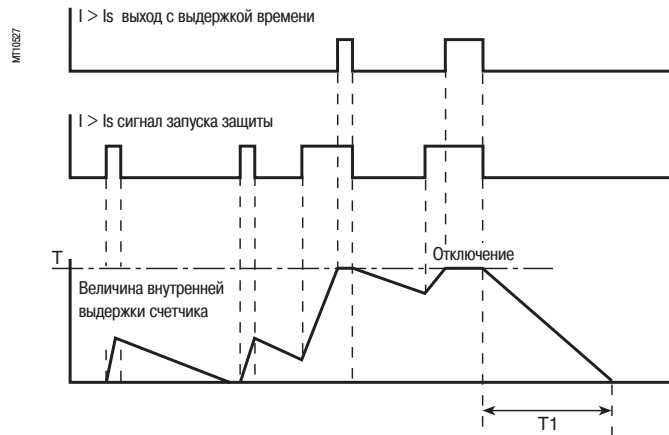 MT10527
I > Is выход с выдержкой времени
I > Is сигнал запуска защиты
T
Отключение
Величина внутренней
выдержки счетчика
T1